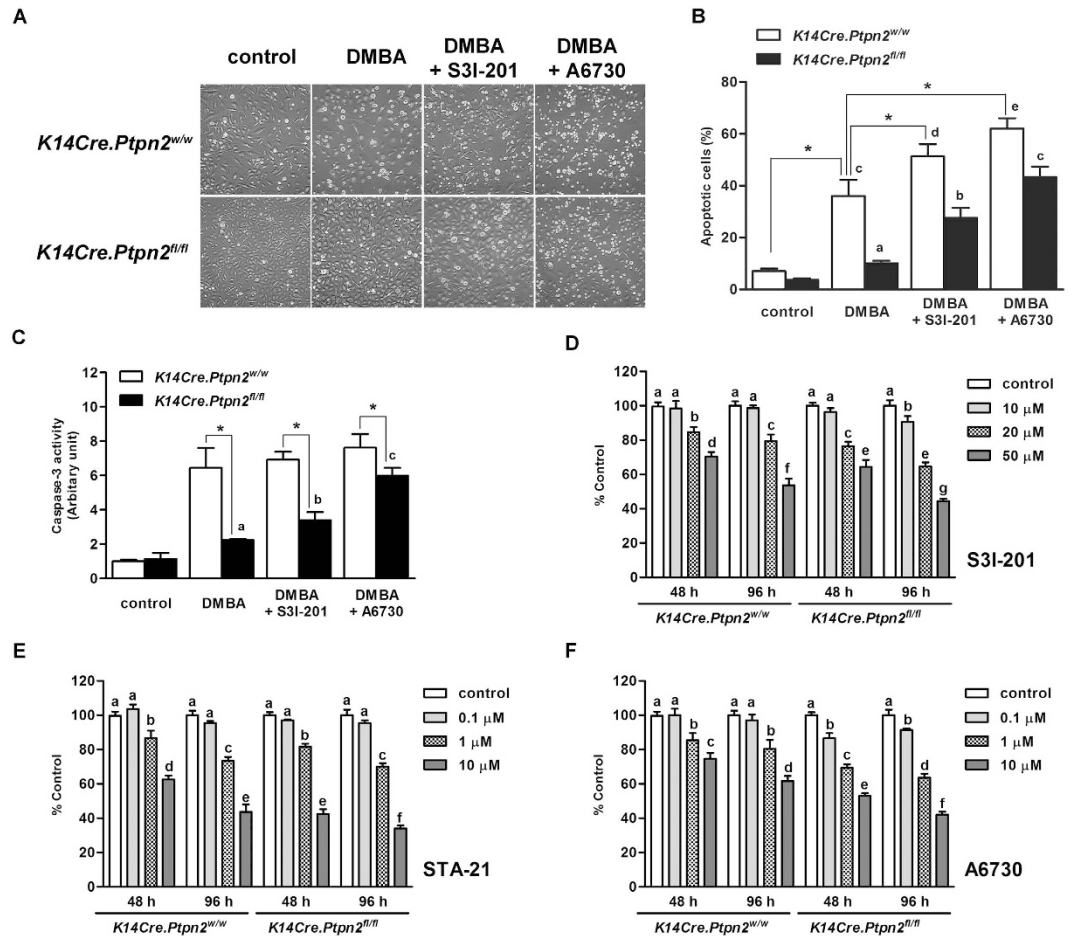 A
control
DMBA
DMBA
+ S3I-201
DMBA
+ A6730
K14Cre.Ptpn2w/w
K14Cre.Ptpn2fl/fl
B
K14Cre.Ptpn2w/w
K14Cre.Ptpn2fl/fl
Apoptotic cells (%)
80
60
40
20
0
*
*
*
c
a
d
b
e
c
control
DMBA
DMBA
+ S3I-201
DMBA
+ A6730
C
K14Cre.Ptpn2w/w
K14Cre.Ptpn2fl/fl
Caspase-3 activity
(Arbitary unit)
12
10
8
6
4
2
0
*
*
*
a
b
c
control
DMBA
DMBA
+ S3I-201
DMBA
+ A6730
D
% Control
120
100
80
60
40
20
0
a a b d
a a b f
a a c e
a b e g
control
10 μM
20 μM
50 μM
48 h 96 h 48 h 96 h
K14Cre.Ptpn2w/w K14Cre.Ptpn2fl/fl
S3I-201
E
% Control
120
100
80
60
40
20
0
a a b d
a a c e
a a b e
a a c f
control
0.1 μM
1 μM
10 μM
48 h 96 h 48 h 96 h
K14Cre.Ptpn2w/w K14Cre.Ptpn2fl/fl
STA-21
F
% Control
120
100
80
60
40
20
0
a a b c
a a b d
a b c e
a b d f
control
0.1 μM
1 μM
10 μM
48 h 96 h 48 h 96 h
K14Cre.Ptpn2w/w K14Cre.Ptpn2fl/fl
A6730